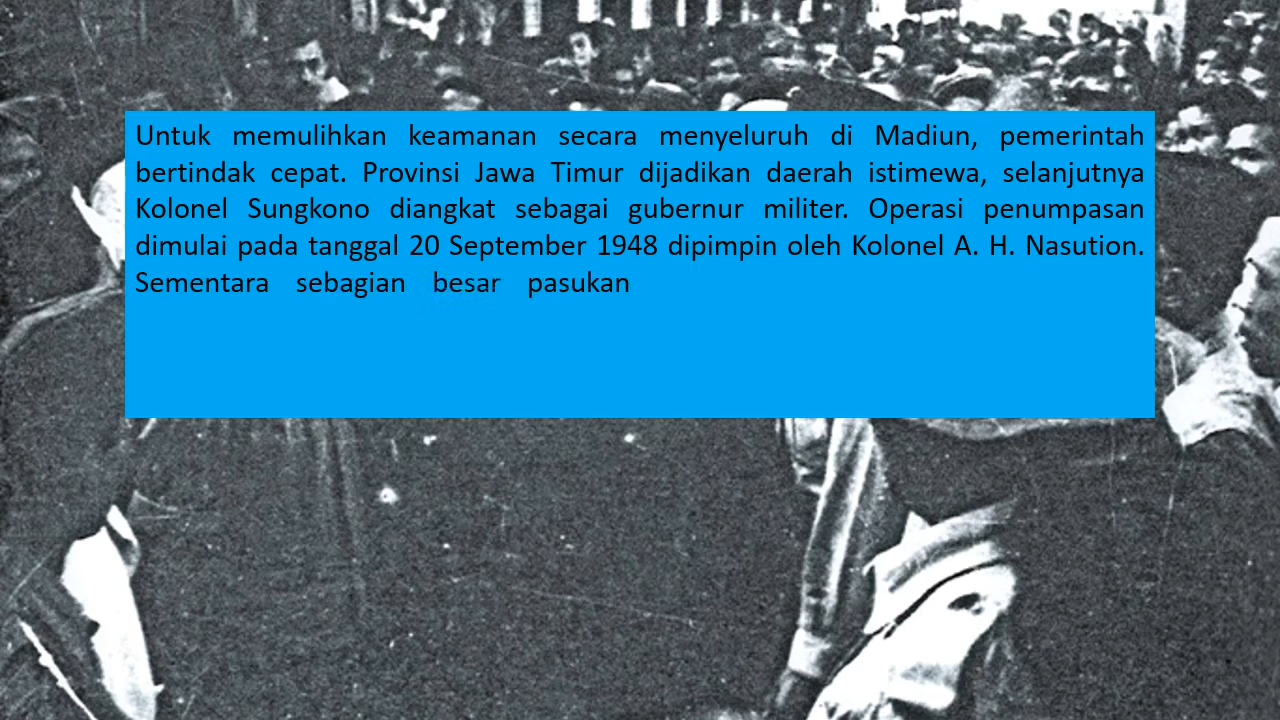 Untuk memulihkan keamanan secara menyeluruh di Madiun, pemerintah
bertindak cepat. Provinsi Jawa Timur dijadikan daerah istimewa, selanjutnya
Kolonel Sungkono diangkat sebagai gubernur militer. Operasi penumpasan
dimulai pada tanggal 20 September 1948 dipimpin oleh Kolonel A. H. Nasution.
Sementara sebagian besar pasukan